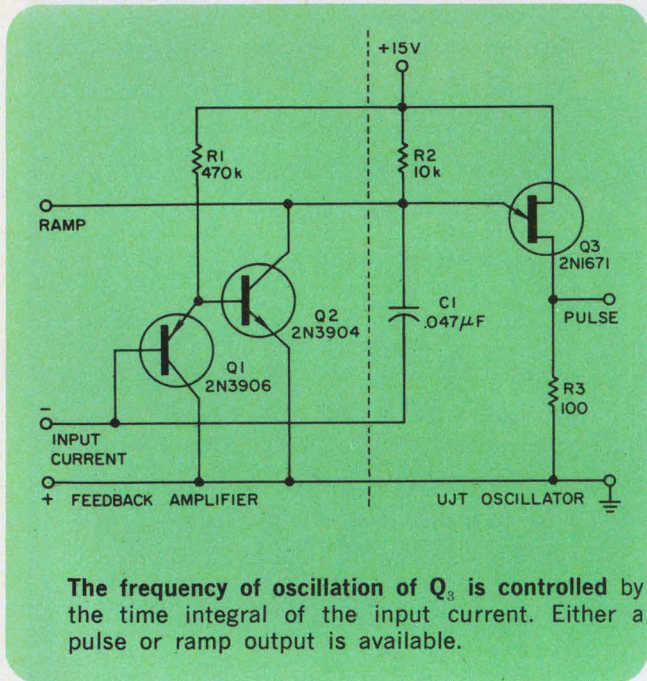 +15V
R1
470k
R2
10k
RAMP
Q3
2N1671
C1
.047μF
Q2
2N3904
PULSE
Q1
2N3906
R3
100
−
INPUT
CURRENT
+ FEEDBACK AMPLIFIER
UJT OSCILLATOR
The frequency of oscillation of Q₃ is controlled by
the time integral of the input current. Either a
pulse or ramp output is available.